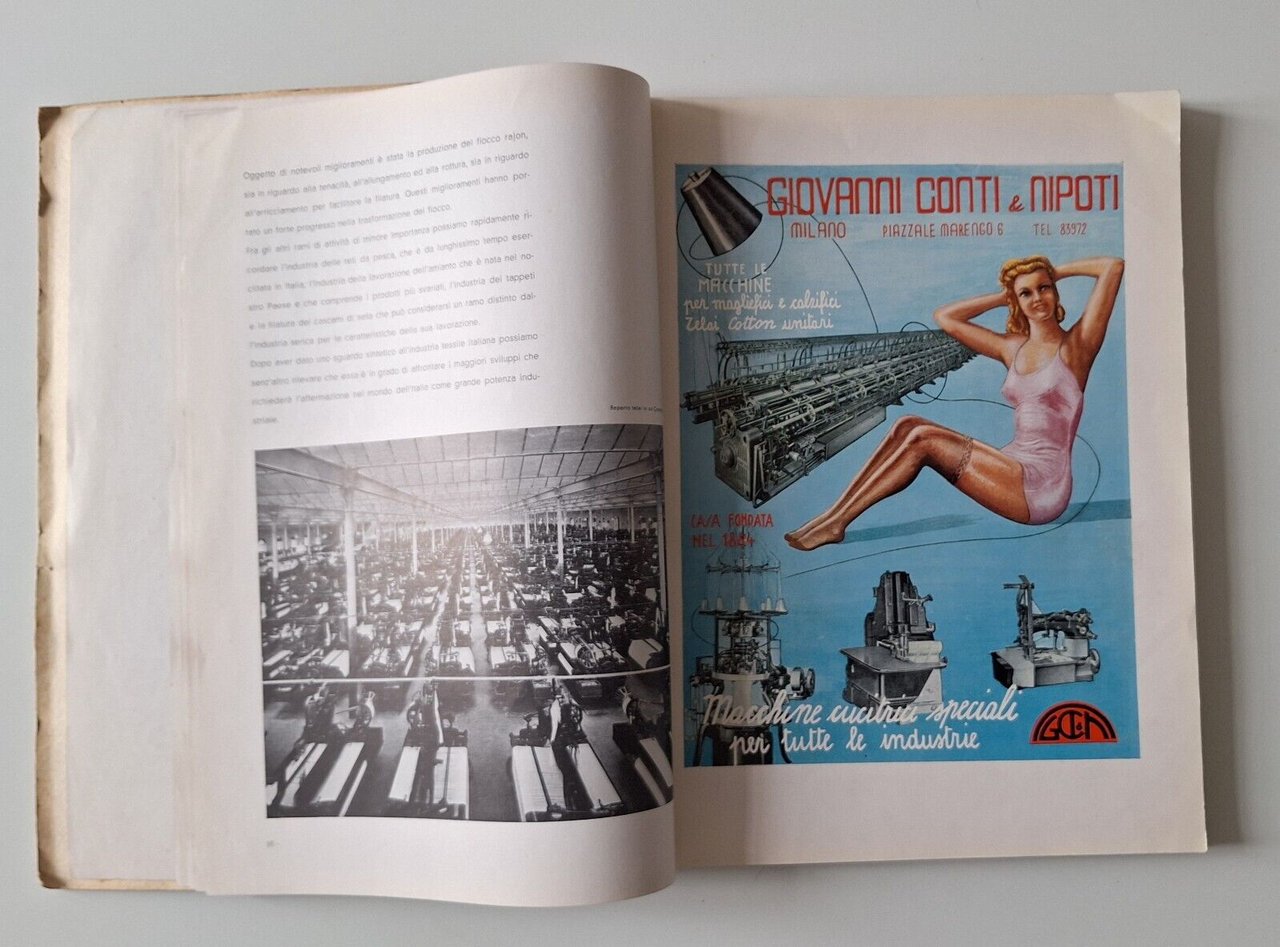 Oggetto di notevoli miglioramenti è stata la produzione del fiocco raion,
sia in riguardo alla tenacità, all'allungamento ed alla rottura, sia in riguardo
all'arricciamento per facilitare la filatura. Questi miglioramenti hanno por-
tato un forte progresso nella trasformazione del fiocco.
Fra gli altri rami di attività di minore importanza possiamo rapidamente ri-
cordare l'industria delle reti da pesca, che è da lunghissimo tempo eser-
citata in Italia, l'industria della lavorazione dell'amianto che è nata nel no-
stro Paese e che comprende i prodotti più svariati, l'industria dei tappeti
e la filatura dei cascami di seta che può considerarsi un ramo distinto dal-
l'industria serica per le caratteristiche della sua lavorazione.
Dopo aver dato uno sguardo sintetico all'industria tessile italiana possiamo
senz'altro rilevare che essa è in grado di affrontare i maggiori sviluppi che
richiederà l'affermazione nel mondo dell'Italia come grande potenza indu-
striale.
Reparto telai in
GIOVANNI CONTI & NIPOTI
MILANO PIAZZALE MARENGO 6 TEL 83972
TUTTE LE
MACCHINE
per maglifici e calzifici
Telai Cotton unitari
CASA FONDATA
NEL
Macchine cucitrici speciali
per tutte le industrie
GC&N